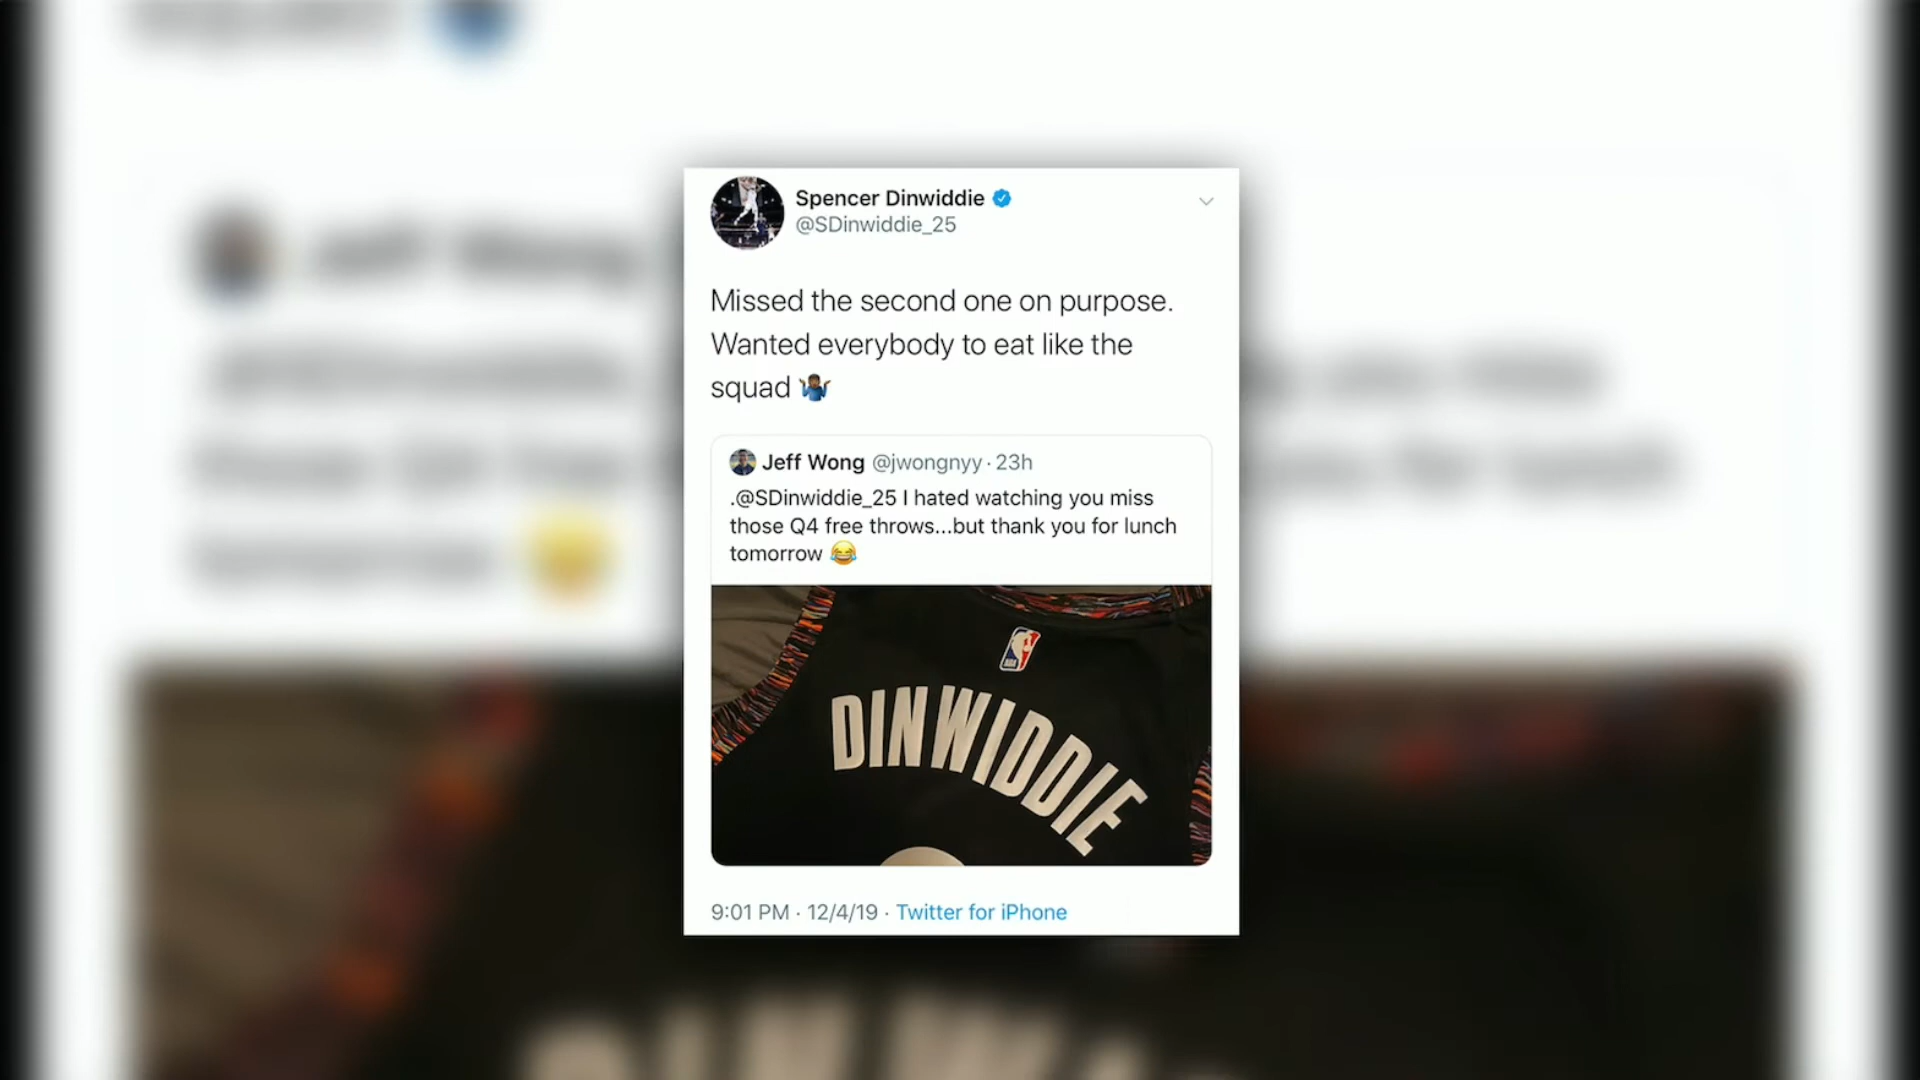 Spencer Dinwiddie
@SDinwiddie_25
Missed the second one on purpose.
Wanted everybody to eat like the
squad 🤷🏾‍♂️
Jeff Wong @jwongnyy · 23h
.@SDinwiddie_25 I hated watching you miss
those Q4 free throws...but thank you for lunch
tomorrow 😂
DINWIDDIE
9:01 PM · 12/4/19 · Twitter for iPhone